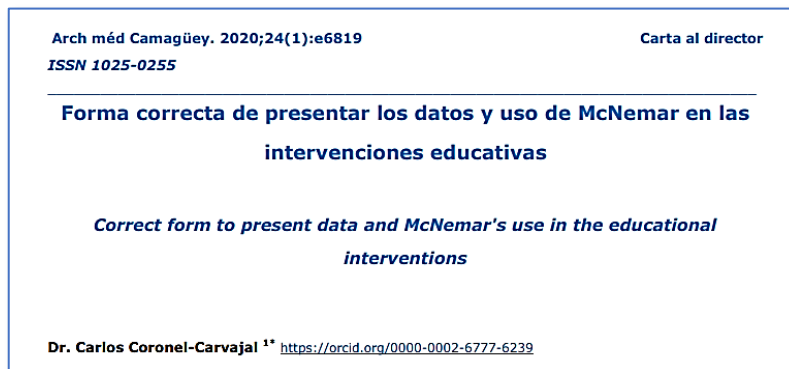 Arch méd Camagüey. 2020;24(1):e6819 Carta al director
ISSN 1025-0255
Forma correcta de presentar los datos y uso de McNemar en las
intervenciones educativas
Correct form to present data and McNemar's use in the educational
interventions
Dr. Carlos Coronel-Carvajal 1* https://orcid.org/0000-0002-6777-6239